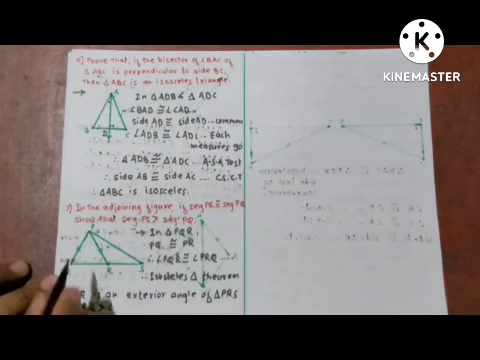 KINEMASTER
6) Prove that, if the bisector of ∠BAC of
△ABC is perpendicular to side BC,
then △ABC is an isosceles triangle.
→ In △ADB & △ADC
∠BAD ≅ ∠CAD
side AD ≅ side AD ... common
∠ADB ≅ ∠ADC ... Each
measures 90
∴ △ADB ≅ △ADC .... A-S-A Test
∴ side AB ≅ side AC .... C.S.C.T
∴ △ABC is isosceles.
7) In the adjoining figure, if seg PR ≅ seg PQ
show that seg PS > seg PQ.
→ In △PQR
PQ ≅ PR
∴ ∠PQR ≅ ∠PRQ ...
Isosceles △ theorem
is an exterior angle of △PRS